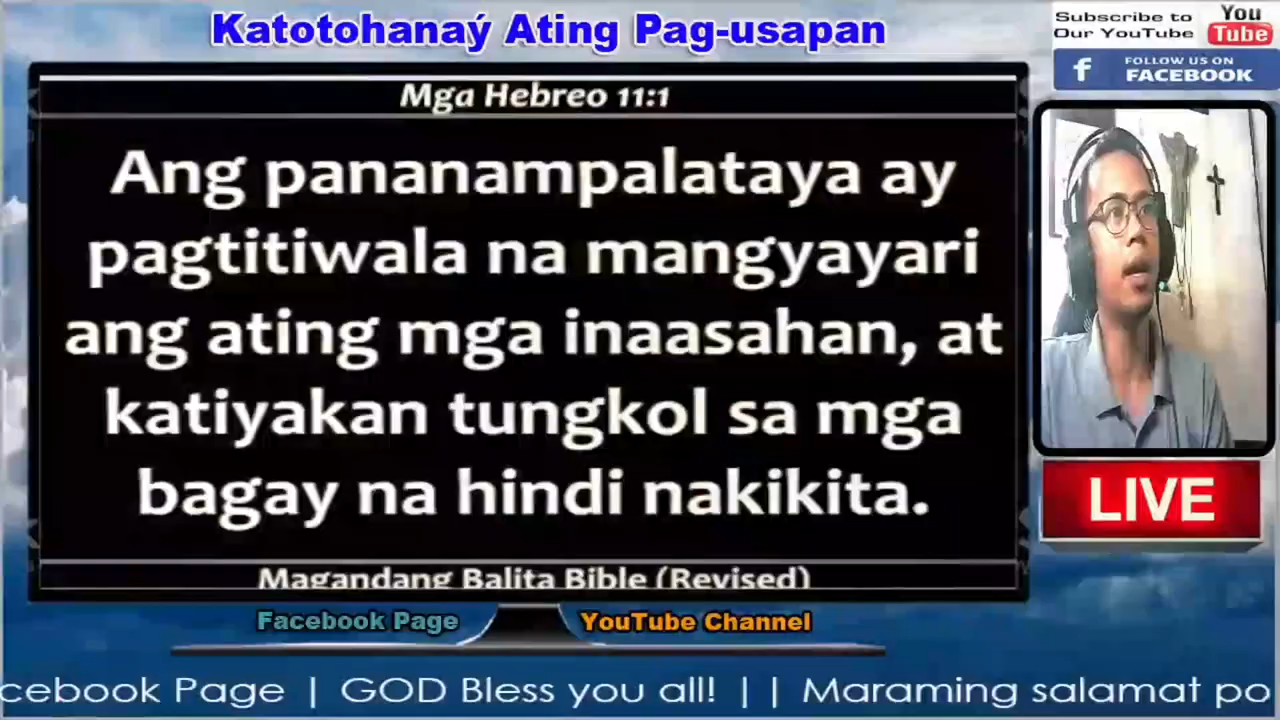 Katotohanaý Ating Pag-usapan
Subscribe to
Our YouTube
You
Tube
f
FOLLOW US ON
FACEBOOK
Mga Hebreo 11:1
Ang pananampalataya ay
pagtitiwala na mangyayari
ang ating mga inaasahan, at
katiyakan tungkol sa mga
bagay na hindi nakikita.
Magandang Balita Bible (Revised)
LIVE
Facebook Page
YouTube Channel
cebook Page | GOD Bless you all! | | Maraming salamat po